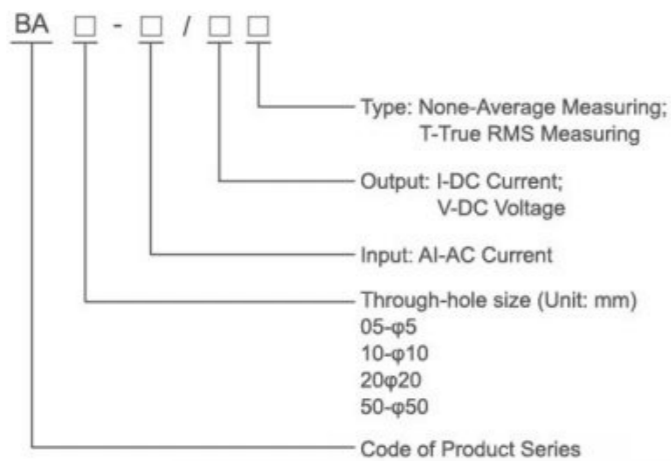 BA □ - □ / □ □
Type: None-Average Measuring;
T-True RMS Measuring
Output: I-DC Current;
V-DC Voltage
Input: AI-AC Current
Through-hole size (Unit: mm)
05-φ5
10-φ10
20φ20
50-φ50
Code of Product Series